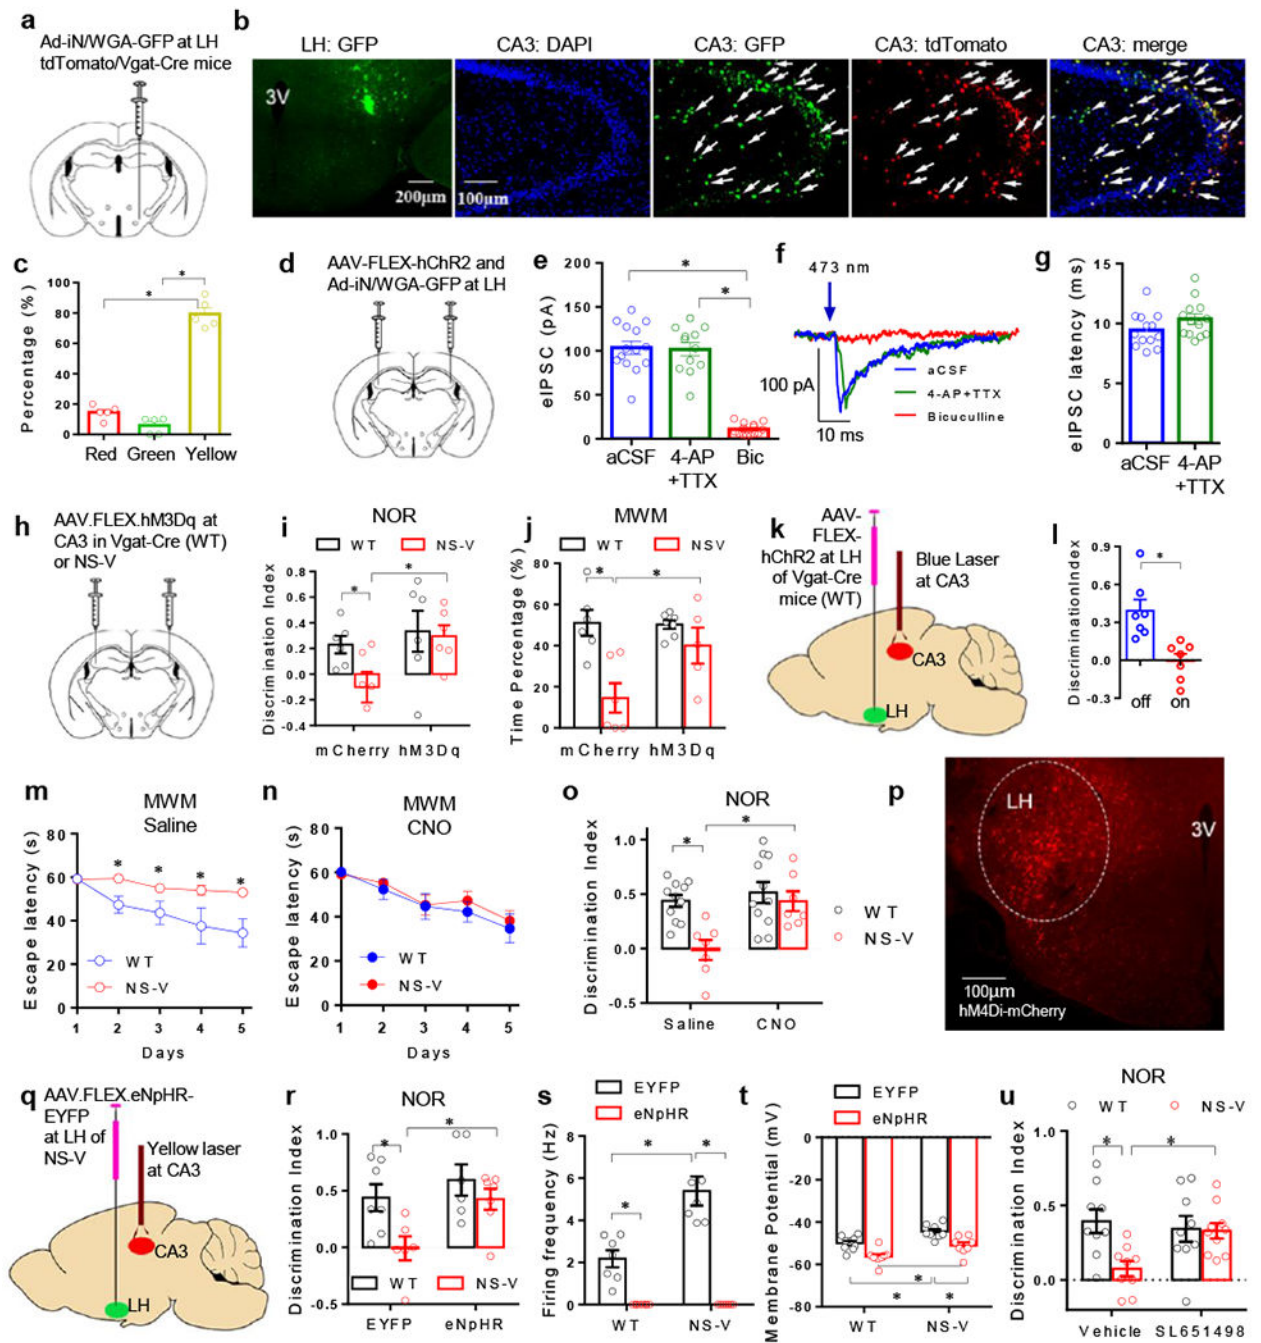 a
Ad-iN/WGA-GFP at LH
tdTomato/Vgat-Cre mice
b
LH: GFP
CA3: DAPI
CA3: GFP
CA3: tdTomato
CA3: merge
3V
200µm
100µm
c
Percentage (%)
100
80
60
40
20
0
Red Green Yellow
*
*
d
AAV-FLEX-hChR2 and
Ad-iN/WGA-GFP at LH
e
eIPSC (pA)
200
150
100
50
0
*
*
aCSF 4-AP Bic
+TTX
f
473 nm
100 pA
10 ms
aCSF
4-AP+TTX
Bicuculline
g
eIPSC latency (ms)
15
10
5
0
aCSF 4-AP
+TTX
h
AAV.FLEX.hM3Dq at
CA3 in Vgat-Cre (WT)
or NS-V
i
NOR
WT NS-V
Discrimination Index
0.8
0.6
0.4
0.2
0.0
-0.2
-0.4
*
*
mCherry hM3Dq
j
MWM
WT NSV
Time Percentage (%)
80
60
40
20
0
*
*
mCherry hM3Dq
k
AAV-
FLEX-
hChR2 at LH
of Vgat-Cre
mice (WT)
Blue Laser
at CA3
CA3
LH
l
DiscriminationIndex
0.9
0.6
0.3
0.0
-0.3
*
off on
m
MWM
Saline
Escape latency (s)
80
60
40
20
0
* * * *
WT
NS-V
1 2 3 4 5
Days
n
MWM
CNO
Escape latency (s)
80
60
40
20
0
WT
NS-V
1 2 3 4 5
Days
o
NOR
Discrimination Index
1.0
0.5
0.0
-0.5
*
*
WT
NS-V
Saline CNO
p
LH
3V
100µm
hM4Di-mCherry
q
AAV.FLEX.eNpHR-
EYFP
at LH of
NS-V
Yellow laser
at CA3
CA3
LH
r
NOR
Discrimination Index
1.0
0.5
0.0
-0.5
*
*
WT NS-V
EYFP eNpHR
s
EYFP
eNpHR
Firing frequency (Hz)
8
6
4
2
0
*
*
*
WT NS-V
t
EYFP
eNpHR
Membrane Potential (mV)
0
-20
-40
-60
-80
*
* *
WT NS-V
u
NOR
WT NS-V
Discrimination Index
1.0
0.5
0.0
*
*
Vehicle SL651498